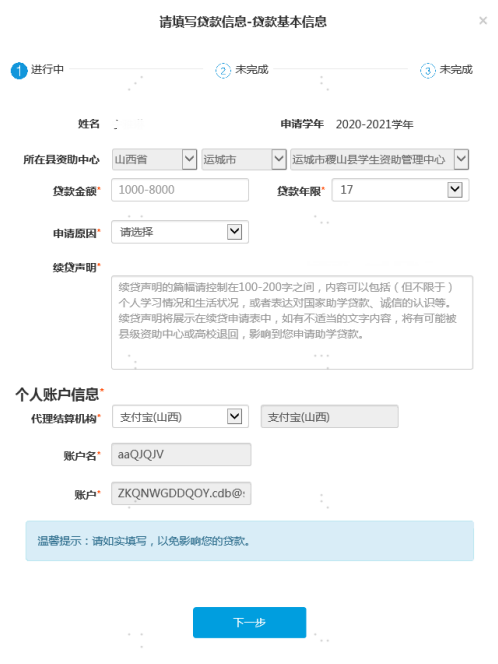 请填写贷款信息-贷款基本信息 ×
1 进行中 2 未完成 3 未完成
姓名 申请学年 2020-2021学年
所在县资助中心 山西省 运城市 运城市稷山县学生资助管理中心
贷款金额* 1000-8000 贷款年限* 17
申请原因* 请选择
续贷声明*
续贷声明的篇幅请控制在100-200字之间，内容可以包括（但不限于）
个人学习情况和生活状况，或者表达对国家助学贷款、诚信的认识等。
续贷声明将展示在续贷申请表中，如有不适当的文字内容，将有可能被
县级资助中心或高校退回，影响到您申请助学贷款。
个人账户信息*
代理结算机构* 支付宝(山西) 支付宝(山西)
账户名* aaQJQJV
账户* ZKQNWGDDQOY.cdb@
温馨提示：请如实填写，以免影响您的贷款。
下一步